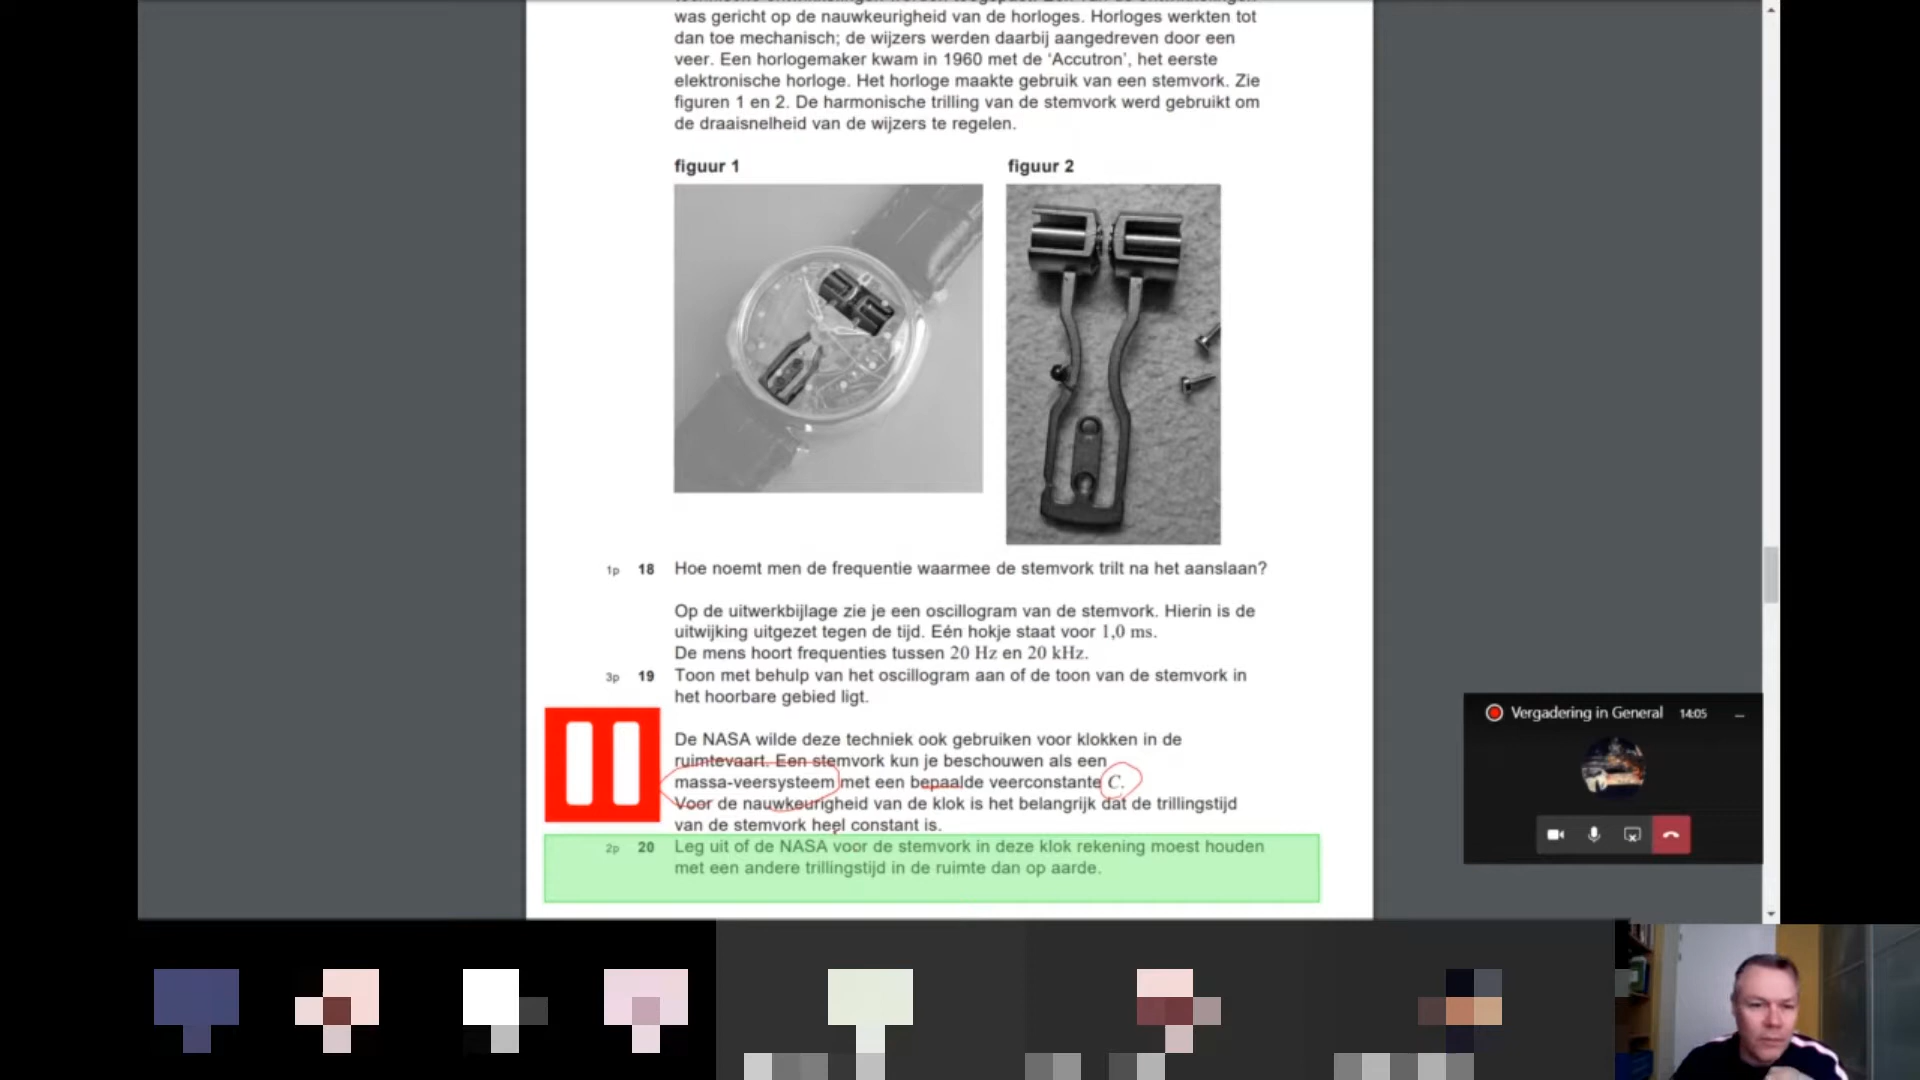 was gericht op de nauwkeurigheid van de horloges. Horloges werkten tot
dan toe mechanisch; de wijzers werden daarbij aangedreven door een
veer. Een horlogemaker kwam in 1960 met de ‘Accutron’, het eerste
elektronische horloge. Het horloge maakte gebruik van een stemvork. Zie
figuren 1 en 2. De harmonische trilling van de stemvork werd gebruikt om
de draaisnelheid van de wijzers te regelen.
figuur 1
figuur 2
1p 18 Hoe noemt men de frequentie waarmee de stemvork trilt na het aanslaan?
Op de uitwerkbijlage zie je een oscillogram van de stemvork. Hierin is de
uitwijking uitgezet tegen de tijd. Eén hokje staat voor 1,0 ms.
De mens hoort frequenties tussen 20 Hz en 20 kHz.
3p 19 Toon met behulp van het oscillogram aan of de toon van de stemvork in
het hoorbare gebied ligt.
De NASA wilde deze techniek ook gebruiken voor klokken in de
ruimtevaart. Een stemvork kun je beschouwen als een
massa-veersysteem met een bepaalde veerconstante C.
Voor de nauwkeurigheid van de klok is het belangrijk dat de trillingstijd
van de stemvork heel constant is.
2p 20 Leg uit of de NASA voor de stemvork in deze klok rekening moest houden
met een andere trillingstijd in de ruimte dan op aarde.
Vergadering in General 14:05